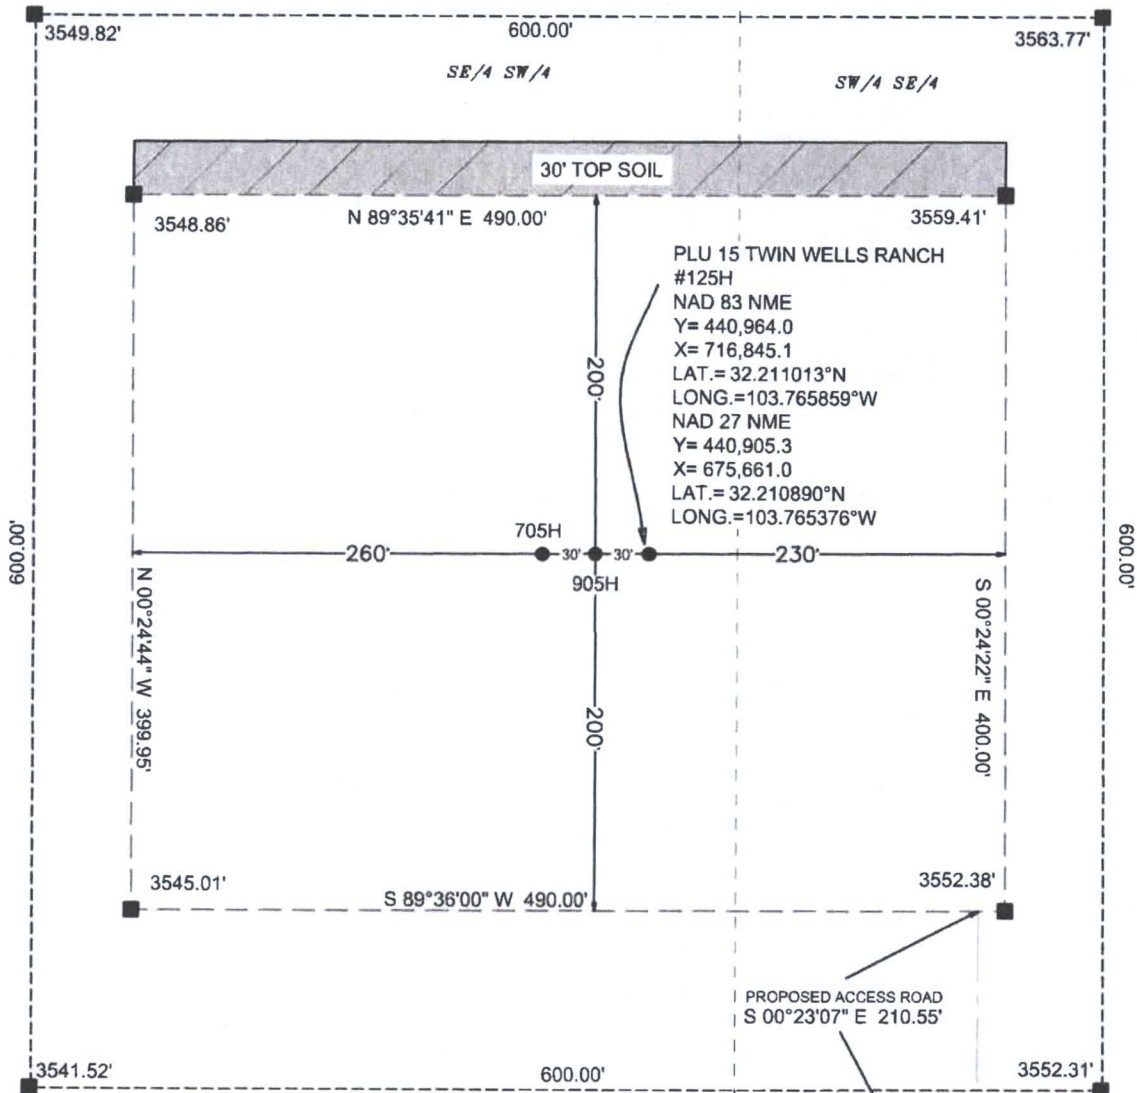 3549.82'
600.00'
3563.77'
SE/4 SW/4
SW/4 SE/4
30' TOP SOIL
3548.86'
N 89°35'41" E 490.00'
3559.41'
PLU 15 TWIN WELLS RANCH
#125H
NAD 83 NME
Y= 440,964.0
X= 716,845.1
LAT.= 32.211013°N
LONG.=103.765859°W
NAD 27 NME
Y= 440,905.3
X= 675,661.0
LAT.= 32.210890°N
LONG.=103.765376°W
200'
705H
260'
30'
30'
230'
905H
600.00'
600.00'
N 00°24'44" W 399.95'
S 00°24'22" E 400.00'
200'
3545.01'
S 89°36'00" W 490.00'
3552.38'
PROPOSED ACCESS ROAD
S 00°23'07" E 210.55'
3541.52'
600.00'
3552.31'